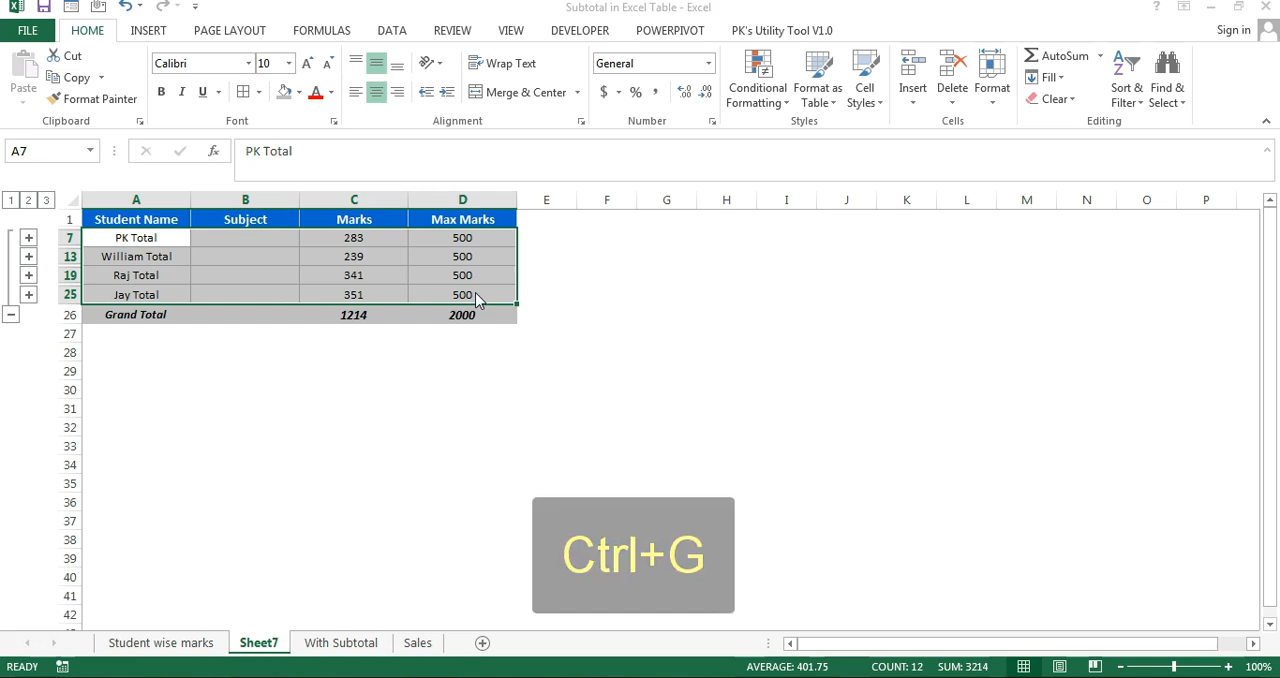 Subtotal in Excel Table - Excel
FILE HOME INSERT PAGE LAYOUT FORMULAS DATA REVIEW VIEW DEVELOPER POWERPIVOT PK's Utility Tool V1.0 Sign in
Paste
Cut
Copy
Format Painter
Clipboard
Calibri 10
B I U
Font
Wrap Text
Merge & Center
Alignment
General
$ % ,
Number
Conditional Formatting
Format as Table
Cell Styles
Styles
Insert
Delete
Format
Cells
AutoSum
Fill
Clear
Sort & Filter
Find & Select
Editing
A7 fx PK Total
1 2 3 A B C D E F G H I J K L M N O P
1 Student Name Subject Marks Max Marks
7 PK Total 283 500
13 William Total 239 500
19 Raj Total 341 500
25 Jay Total 351 500
26 Grand Total 1214 2000
27
28
29
30
31
32
33
34
35
36
37
38
39
40
41
42
Ctrl+G
Student wise marks Sheet7 With Subtotal Sales
READY AVERAGE: 401.75 COUNT: 12 SUM: 3214 100%